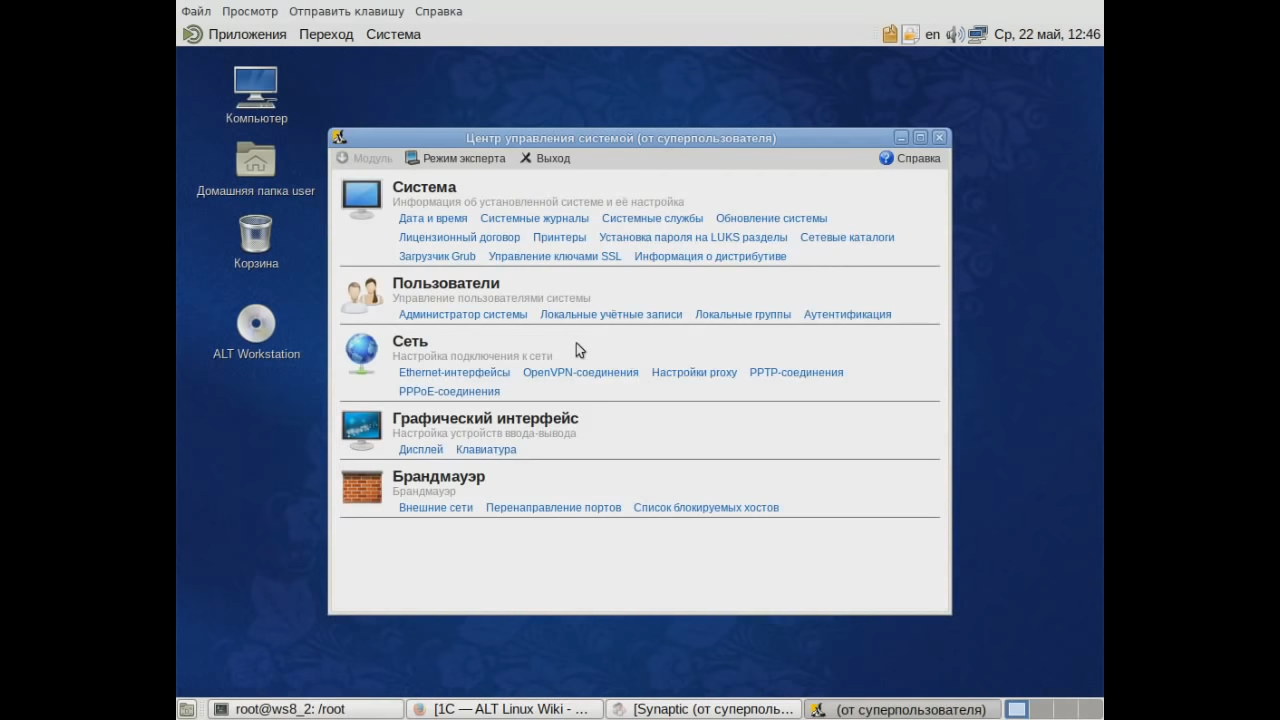 Файл Просмотр Отправить клавишу Справка
Приложения Переход Система en Ср, 22 май, 12:46
Компьютер
Домашняя папка user
Корзина
ALT Workstation
Центр управления системой (от суперпользователя)
Модуль Режим эксперта Выход Справка
Система
Информация об установленной системе и её настройка
Дата и время Системные журналы Системные службы Обновление системы
Лицензионный договор Принтеры Установка пароля на LUKS разделы Сетевые каталоги
Загрузчик Grub Управление ключами SSL Информация о дистрибутиве
Пользователи
Управление пользователями системы
Администратор системы Локальные учётные записи Локальные группы Аутентификация
Сеть
Настройка подключения к сети
Ethernet-интерфейсы OpenVPN-соединения Настройки proxy PPTP-соединения
PPPoE-соединения
Графический интерфейс
Настройка устройств ввода-вывода
Дисплей Клавиатура
Брандмауэр
Брандмауэр
Внешние сети Перенаправление портов Список блокируемых хостов
root@ws8_2: /root [1C — ALT Linux Wiki - … [Synaptic (от суперполь… (от суперпользователя)